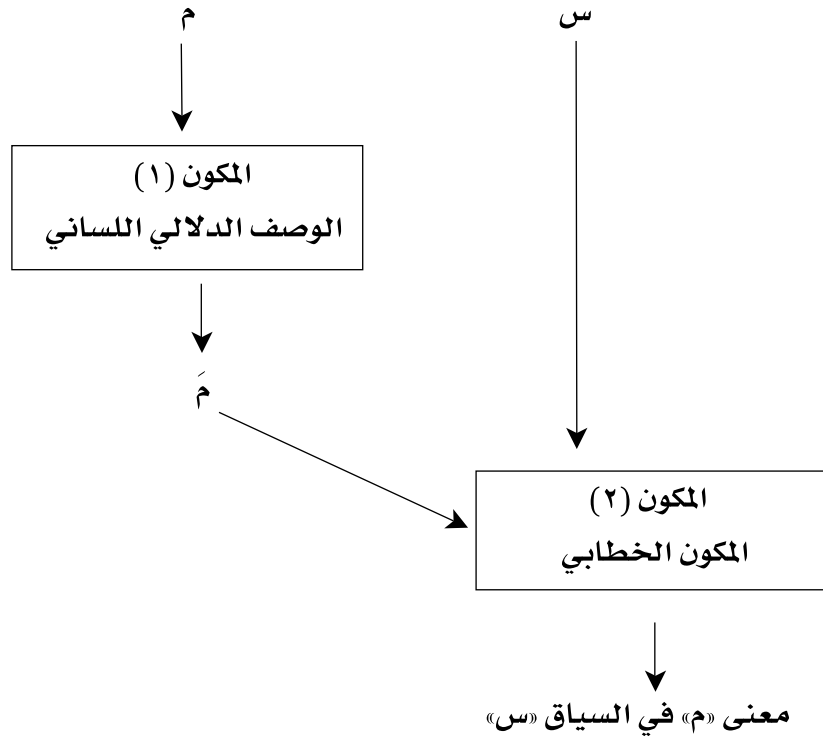 س
م
المكون (١)
الوصف الدلالي اللساني
مَ
المكون (٢)
المكون الخطابي
معنى «م» في السياق «س»